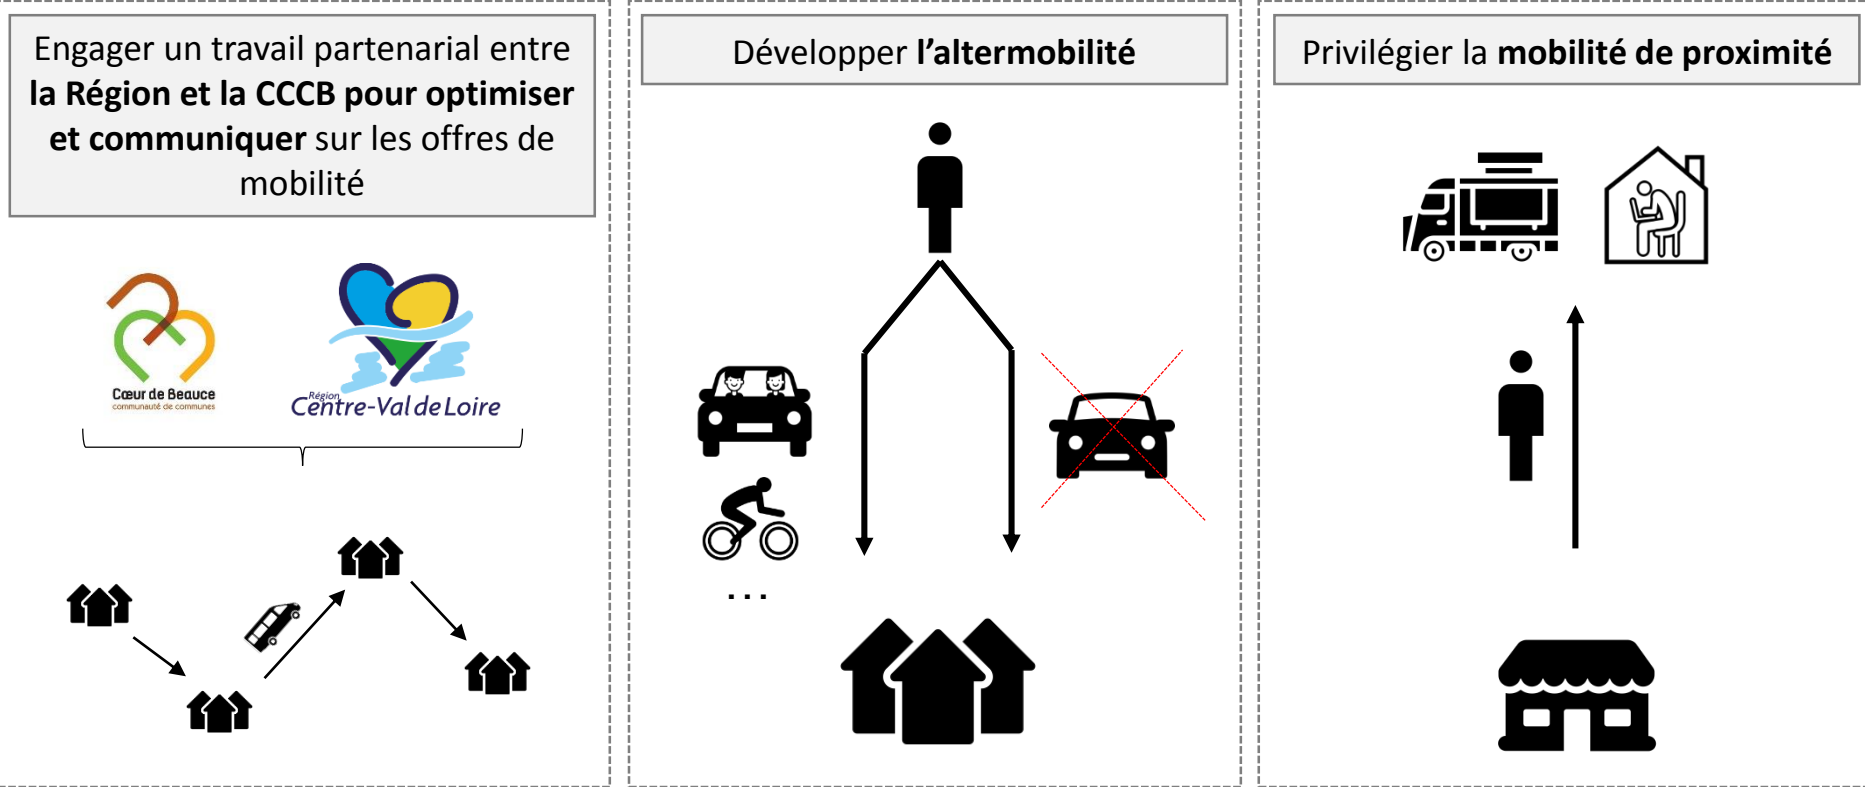 Engager un travail partenarial entre
la Région et la CCCB pour optimiser
et communiquer sur les offres de
mobilité
Cœur de Beauce
communauté de communes
Région
Centre-Val de Loire
Développer l’altermobilité
...
Privilégier la mobilité de proximité